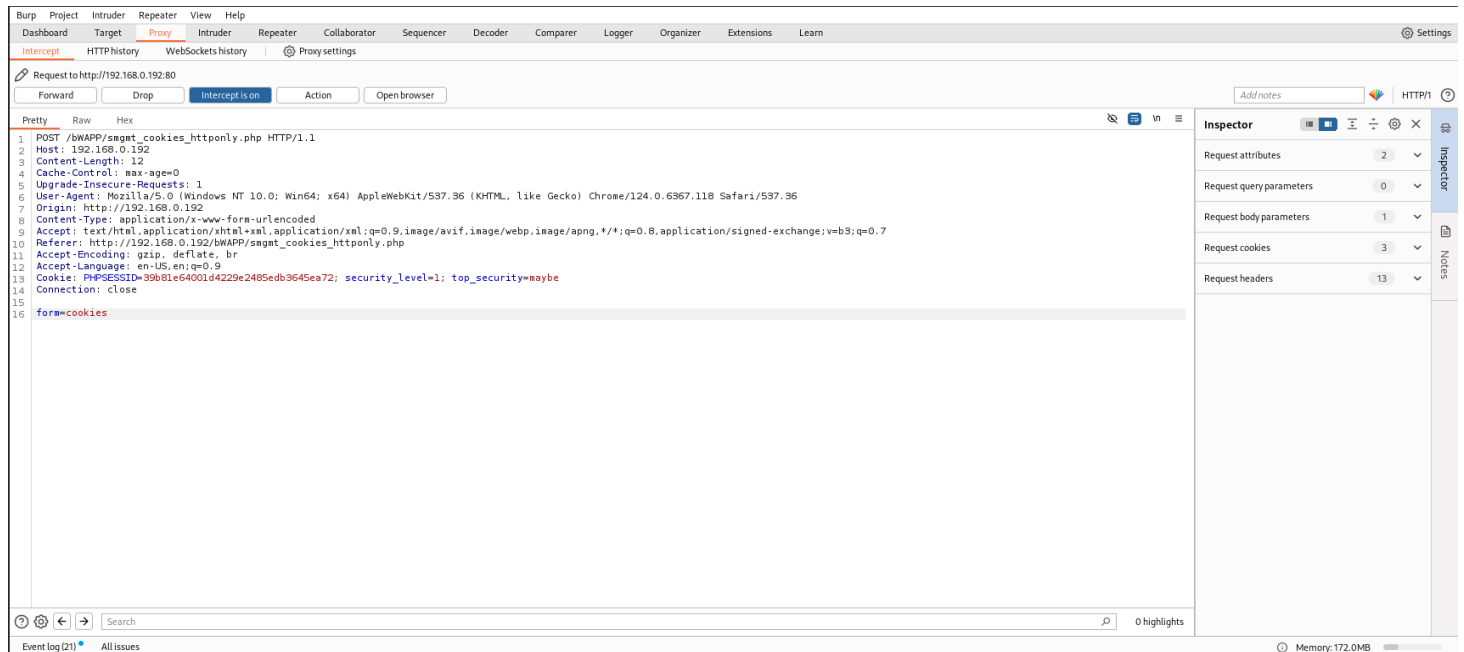 Burp Project Intruder Repeater View Help
Dashboard Target Proxy Intruder Repeater Collaborator Sequencer Decoder Comparer Logger Organizer Extensions Learn Settings
Intercept HTTP history WebSockets history Proxy settings
Request to http://192.168.0.192:80
Forward Drop Intercept is on Action Open browser Add notes HTTP/1
Pretty Raw Hex \n
Inspector
1 POST /bWAPP/smgmt_cookies_httponly.php HTTP/1.1
2 Host: 192.168.0.192
3 Content-Length: 12
4 Cache-Control: max-age=0
5 Upgrade-Insecure-Requests: 1
6 User-Agent: Mozilla/5.0 (Windows NT 10.0; Win64; x64) AppleWebKit/537.36 (KHTML, like Gecko) Chrome/124.0.6367.118 Safari/537.36
7 Origin: http://192.168.0.192
8 Content-Type: application/x-www-form-urlencoded
9 Accept: text/html,application/xhtml+xml,application/xml;q=0.9,image/avif,image/webp,image/apng,*/*;q=0.8,application/signed-exchange;v=b3;q=0.7
10 Referer: http://192.168.0.192/bWAPP/smgmt_cookies_httponly.php
11 Accept-Encoding: gzip, deflate, br
12 Accept-Language: en-US,en;q=0.9
13 Cookie: PHPSESSID=39b81e64001d4229e2485edb3645ea72; security_level=1; top_security=maybe
14 Connection: close
15
16 form=cookies
Request attributes 2
Request query parameters 0
Request body parameters 1
Request cookies 3
Request headers 13
Inspector
Notes
Search 0 highlights
Event log (21) All issues Memory: 172.0MB